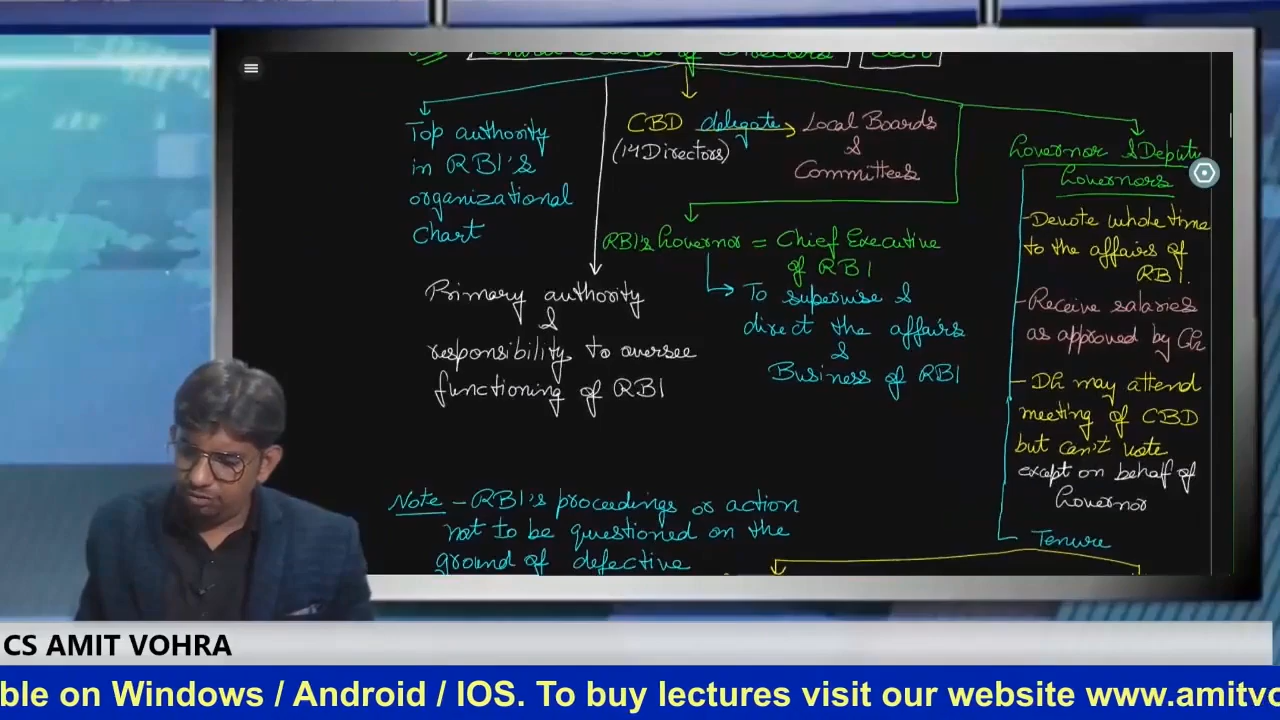 Central Board of Directors
Top authority
in RBI's
organizational
Chart
CBD delegate Local Boards
(14 Directors) &
Committees
Governor & Deputy
Governors
RBI's Governor = Chief Executive
of RBI
To supervise &
direct the affairs
&
Business of RBI
Primary authority
&
responsibility to oversee
functioning of RBI
- Devote whole time
to the affairs of
RBI.
- Receive salaries
as approved by CG
- DG may attend
meeting of CBD
but can't vote
except on behalf of
Governor
Tenure
Note - RBI's proceedings or action
not to be questioned on the
ground of defective
CS AMIT VOHRA
ble on Windows / Android / IOS. To buy lectures visit our website www.amitvo